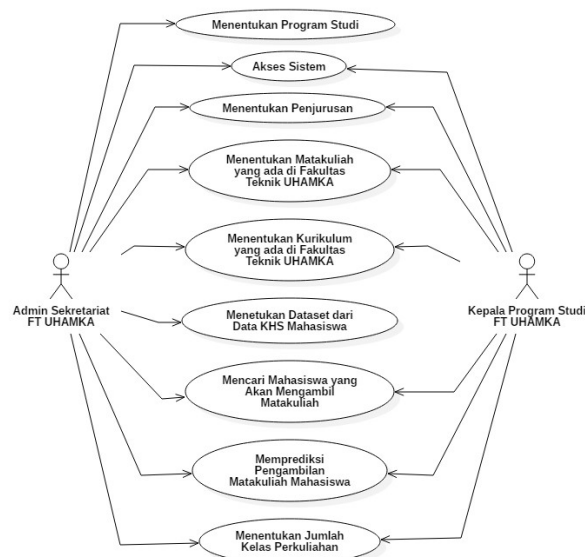 Menentukan Program Studi
Akses Sistem
Menentukan Penjurusan
Menentukan Matakuliah
yang ada di Fakultas
Teknik UHAMKA
Menentukan Kurikulum
yang ada di Fakultas
Teknik UHAMKA
Admin Sekretariat
FT UHAMKA
Kepala Program Studi
FT UHAMKA
Menetukan Dataset dari
Data KHS Mahasiswa
Mencari Mahasiswa yang
Akan Mengambil
Matakuliah
Memprediksi
Pengambilan
Matakuliah Mahasiswa
Menentukan Jumlah
Kelas Perkuliahan